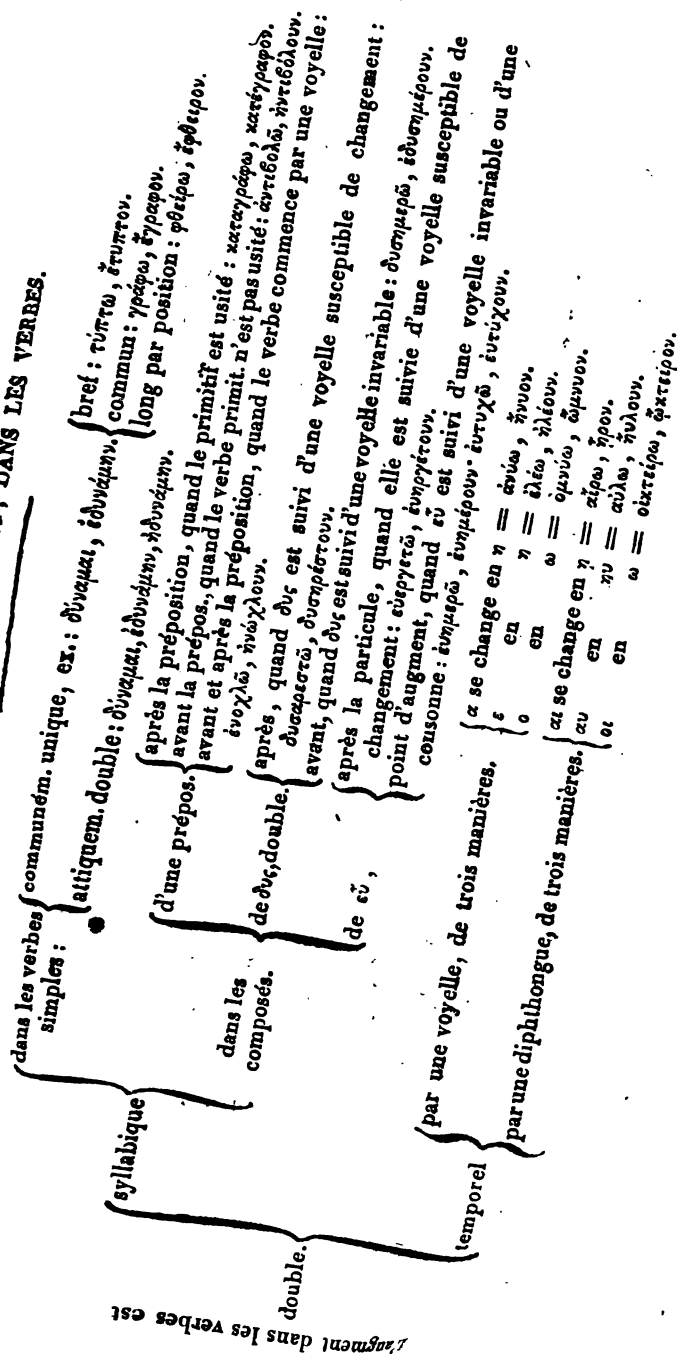 DANS LES VERBES.
L'augment dans les verbes est
double.
syllabique
dans les verbes
simples :
communém. unique, ex.: δύναμαι, ἐδυνάμην.
bref : τύπτω, ἔτυπτον.
commun : γράφω, ἔγραφον.
long par position : φθείρω, ἔφθειρον.
attiquem. double : δύναμαι, ἐδυνάμην, ἠδυνάμην.
dans les
composés.
d'une prépos.
après la préposition, quand le primitif est usité : καταγράφω, κατέγραφον.
avant la prépos., quand le verbe primit. n'est pas usité : ἀντιβολῶ, ἠντιβόλουν.
avant et après la préposition, quand le verbe commence par une voyelle :
ἐνοχλῶ, ἠνώχλουν.
de δυς, double.
après, quand δυς est suivi d'une voyelle susceptible de changement :
δυσαρεστῶ, δυσηρέστουν.
avant, quand δυς est suivi d'une voyelle invariable : δυσημερῶ, ἐδυσημέρουν.
de εὖ,
après la particule, quand elle est suivie d'une voyelle susceptible de
changement : εὐεργετῶ, εὐηργέτουν.
point d'augment, quand εὖ est suivi d'une voyelle invariable ou d'une
consonne : εὐημερῶ, εὐημέρουν· εὐτυχῶ, εὐτύχουν.
temporel
par une voyelle, de trois manières.
α se change en η = ἀνύω, ἤνυον.
ε en η = ἐλέω, ἠλέουν.
ο en ω = ὀμνύω, ὤμνυον.
par une diphthongue, de trois manières.
αι se change en ῃ = αἴρω, ᾖρον.
αυ en ηυ = αὐλω, ηὔλουν.
οι en ω = οἰκτείρω, ᾤκτειρον.